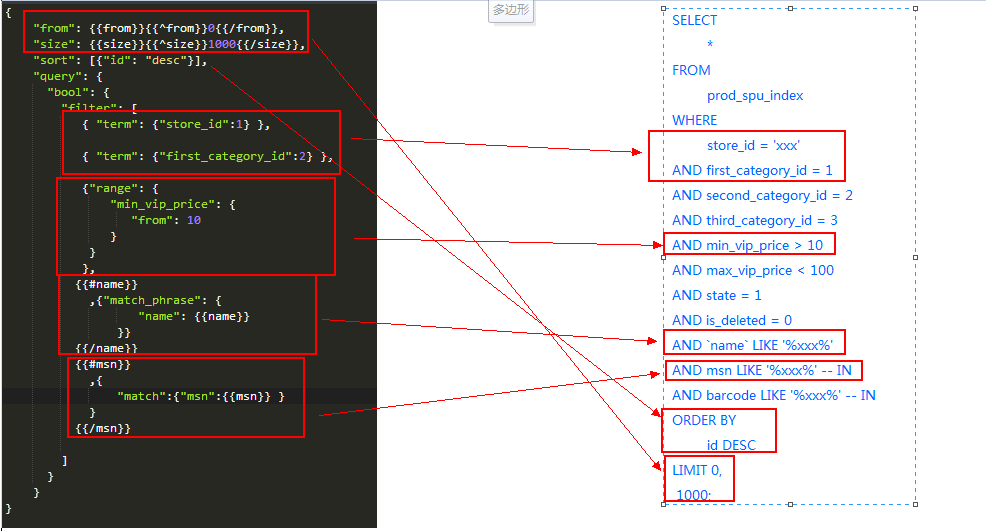 多边形
{
"from": {{from}}{{^from}}0{{/from}},
"size": {{size}}{{^size}}1000{{/size}},
"sort": [{"id": "desc"}],
"query": {
"bool": {
"filter": [
{ "term": {"store_id":1} },
{ "term": {"first_category_id":2} },
{"range": {
"min_vip_price": {
"from": 10
}
}
},
{{#name}}
,{"match_phrase": {
"name": {{name}}
}}
{{/name}}
{{#msn}}
,{
"match":{"msn":{{msn}} }
}
{{/msn}}
]
}
}
}
SELECT
*
FROM
prod_spu_index
WHERE
store_id = 'xxx'
AND first_category_id = 1
AND second_category_id = 2
AND third_category_id = 3
AND min_vip_price > 10
AND max_vip_price < 100
AND state = 1
AND is_deleted = 0
AND `name` LIKE '%xxx%'
AND msn LIKE '%xxx%' -- IN
AND barcode LIKE '%xxx%' -- IN
ORDER BY
id DESC
LIMIT 0,
1000;